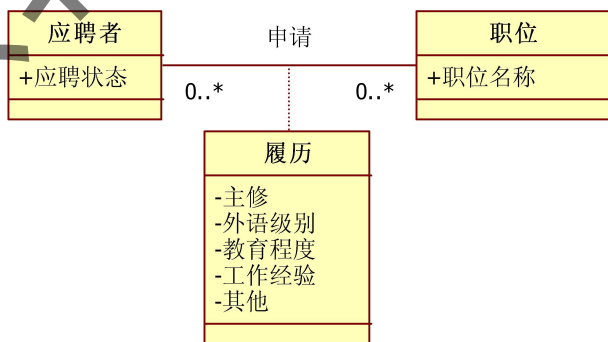 应聘者
申请
职位
+应聘状态
+职位名称
0..*
0..*
履历
-主修
-外语级别
-教育程度
-工作经验
-其他